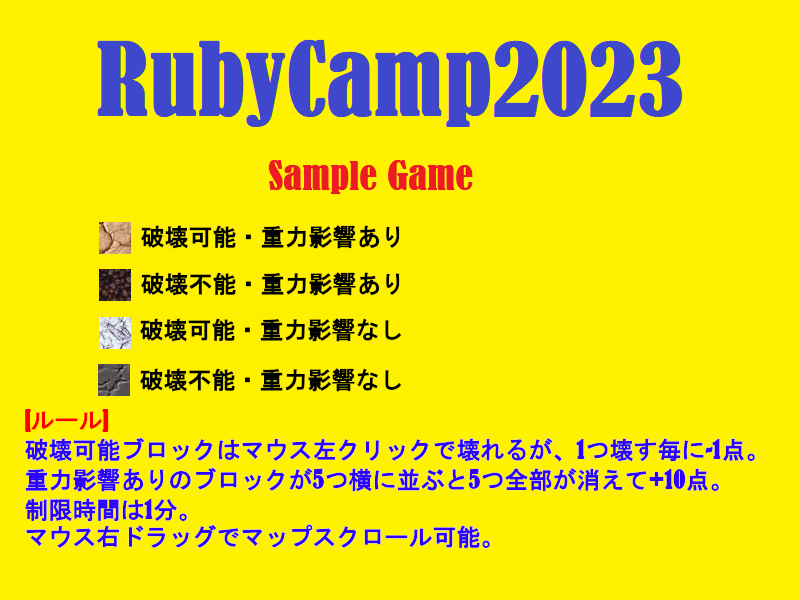 RubyCamp2023
Sample Game
破壊可能・重力影響あり
破壊不能・重力影響あり
破壊可能・重力影響なし
破壊不能・重力影響なし
[ルール]
破壊可能ブロックはマウス左クリックで壊れるが、1つ壊す毎に-1点。
重力影響ありのブロックが5つ横に並ぶと5つ全部が消えて+10点。
制限時間は1分。
マウス右ドラッグでマップスクロール可能。